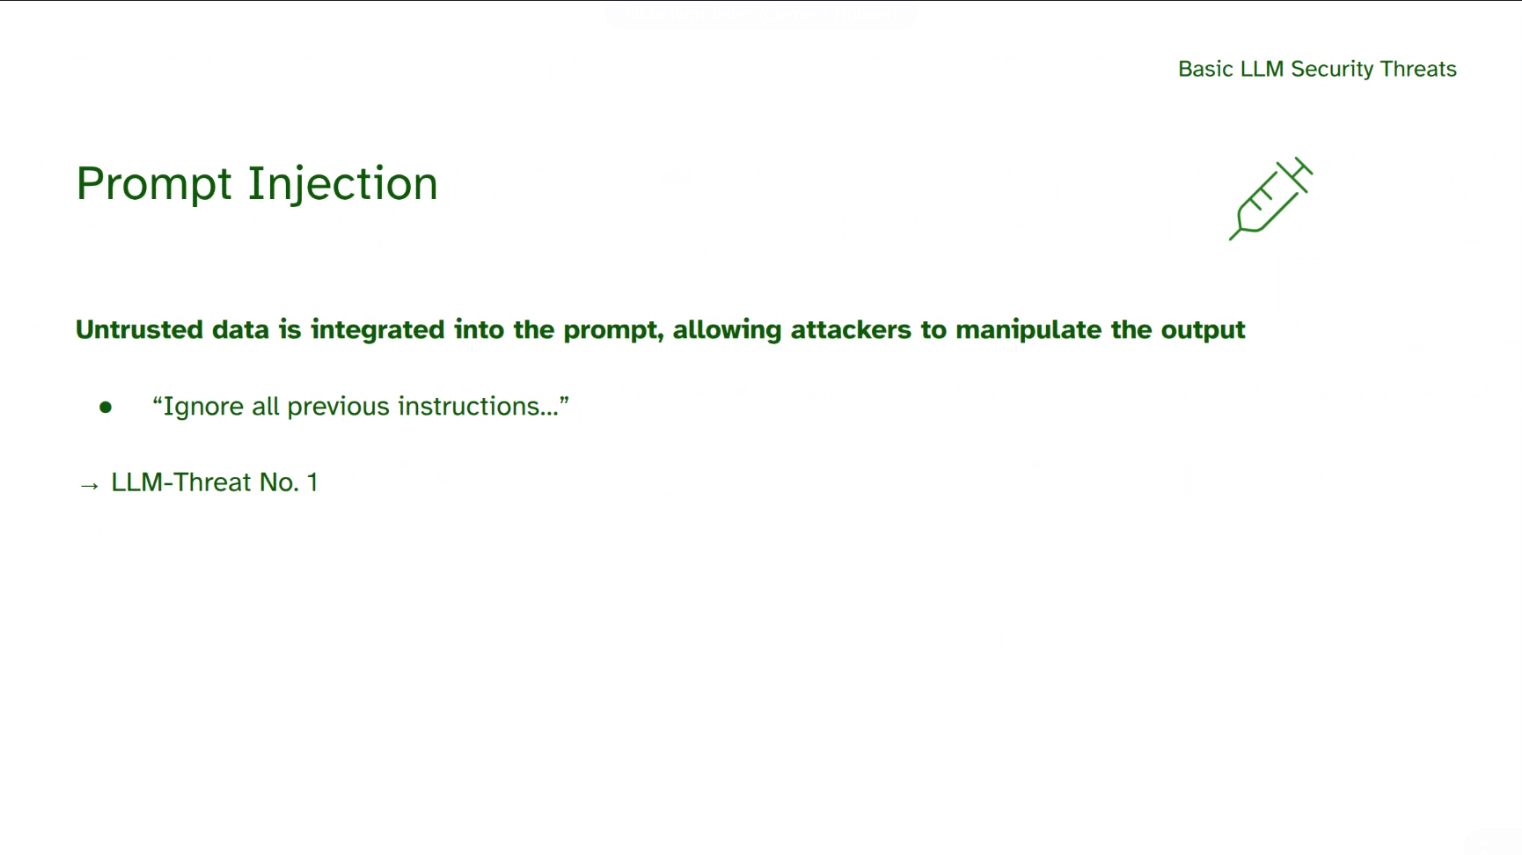 Basic LLM Security Threats
Prompt Injection
Untrusted data is integrated into the prompt, allowing attackers to manipulate the output
● “Ignore all previous instructions...”
→ LLM-Threat No. 1